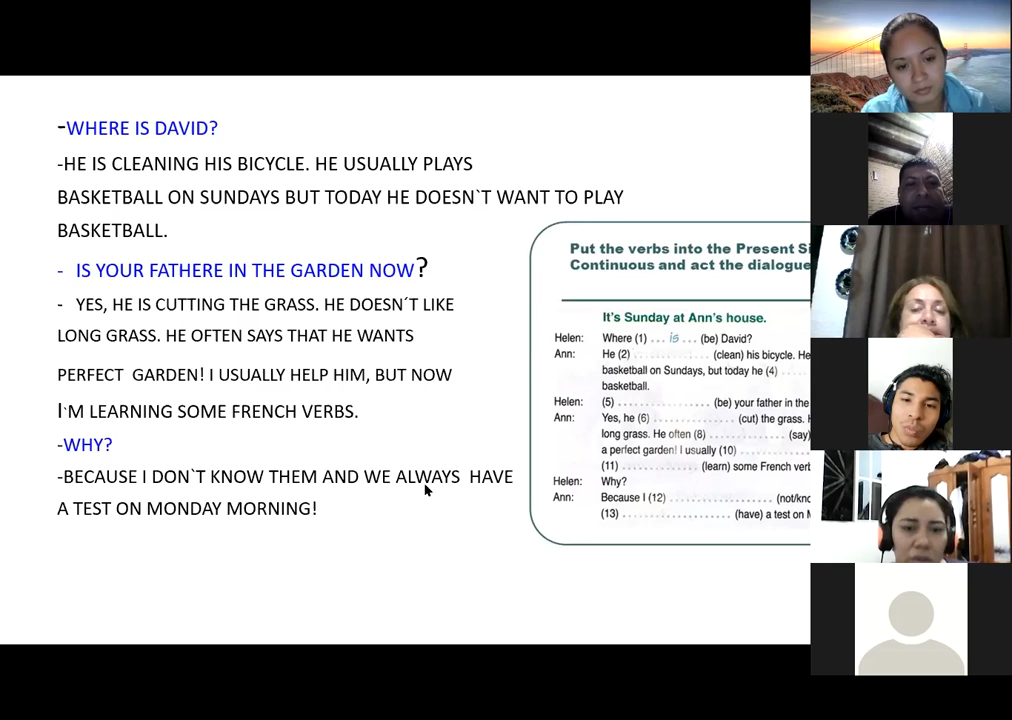 -WHERE IS DAVID?
-HE IS CLEANING HIS BICYCLE. HE USUALLY PLAYS
BASKETBALL ON SUNDAYS BUT TODAY HE DOESN`T WANT TO PLAY
BASKETBALL.
- IS YOUR FATHERE IN THE GARDEN NOW?
- YES, HE IS CUTTING THE GRASS. HE DOESN´T LIKE
LONG GRASS. HE OFTEN SAYS THAT HE WANTS
PERFECT GARDEN! I USUALLY HELP HIM, BUT NOW
I`M LEARNING SOME FRENCH VERBS.
-WHY?
-BECAUSE I DON`T KNOW THEM AND WE ALWAYS HAVE
A TEST ON MONDAY MORNING!
Put the verbs into the Present Si
Continuous and act the dialogue
It's Sunday at Ann's house.
Helen: Where (1) ... is ... (be) David?
Ann: He (2) .............. (clean) his bicycle. He
basketball on Sundays, but today he (4) .....
basketball.
Helen: (5) .................. (be) your father in the
Ann: Yes, he (6) .................. (cut) the grass. H
long grass. He often (8) .................. (say)
a perfect garden! I usually (10) ..................
(11) .................. (learn) some French verb
Helen: Why?
Ann: Because I (12) .................. (not/kno
(13) .................. (have) a test on M